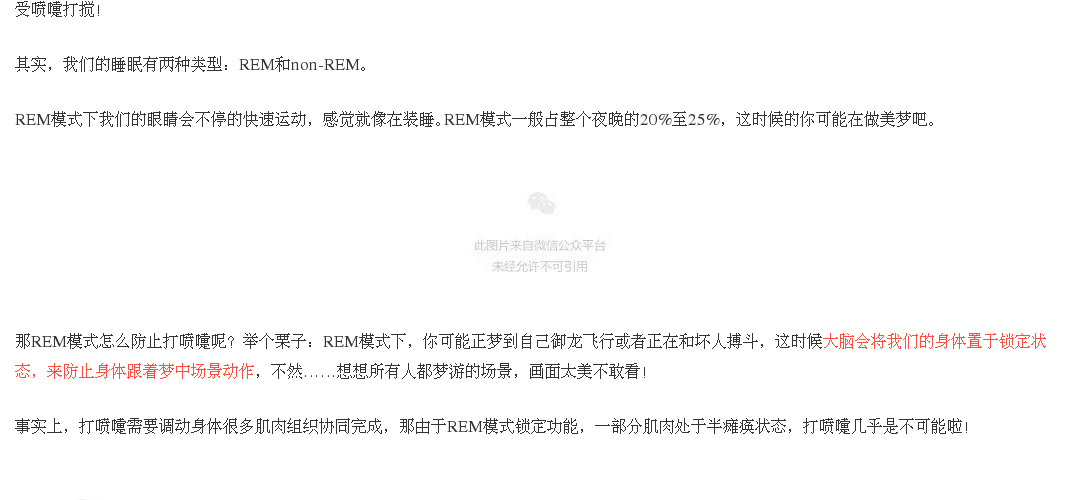 受喷嚏打搅！
其实，我们的睡眠有两种类型：REM和non-REM。
REM模式下我们的眼睛会不停的快速运动，感觉就像在装睡。REM模式一般占整个夜晚的20%至25%，这时候的你可能在做美梦吧。
此图片来自微信公众平台
未经允许不可引用
那REM模式怎么防止打喷嚏呢？举个栗子：REM模式下，你可能正梦到自己御龙飞行或者正在和坏人搏斗，这时候大脑会将我们的身体置于锁定状
态，来防止身体跟着梦中场景动作，不然……想想所有人都梦游的场景，画面太美不敢看！
事实上，打喷嚏需要调动身体很多肌肉组织协同完成，那由于REM模式锁定功能，一部分肌肉处于半瘫痪状态，打喷嚏几乎是不可能啦！